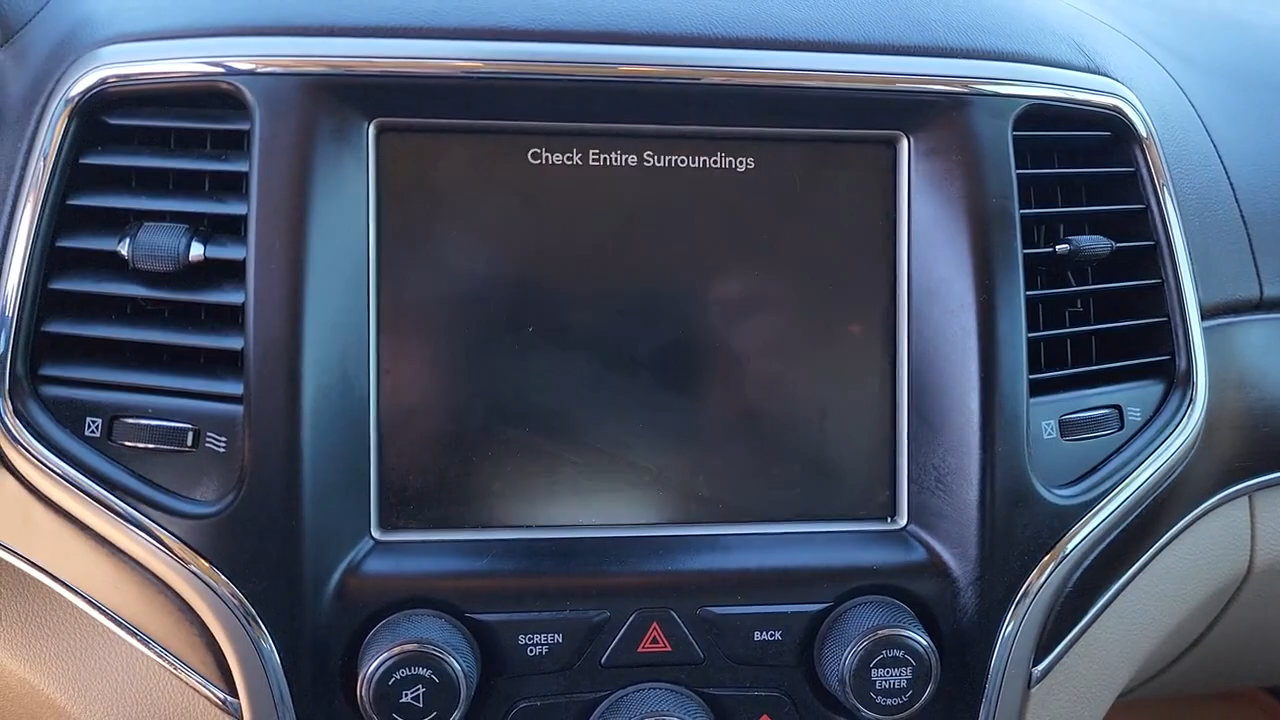 Check Entire Surroundings
SCREEN
OFF
BACK
VOLUME
TUNE
BROWSE
ENTER
SCROLL